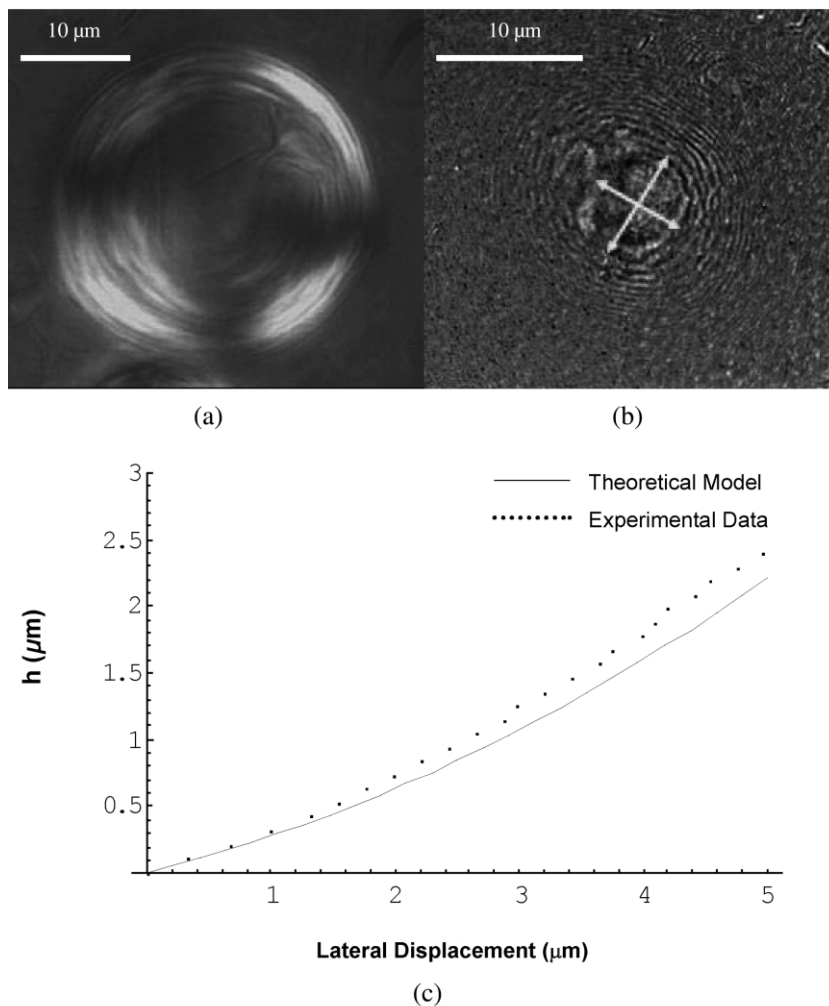 10 μm
10 μm
(a)
(b)
3
2.5
2
1.5
1
0.5
h (μm)
Theoretical Model
Experimental Data
1
2
3
4
5
Lateral Displacement (μm)
(c)